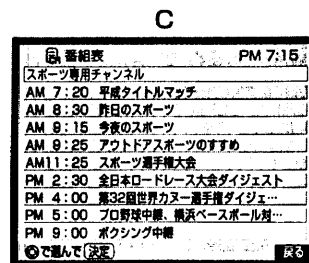 C
番組表 PM 7:15
スポーツ専用チャンネル
AM 7:20 平成タイトルマッチ
AM 8:30 昨日のスポーツ
AM 9:15 今夜のスポーツ
AM 9:25 アウトドアスポーツのすすめ
AM11:25 スポーツ選手権大会
PM 2:30 全日本ロードレース大会ダイジェスト
PM 4:00 第32回世界カヌー選手権ダイジェ…
PM 5:00 プロ野球中継、横浜ベースボール対…
PM 9:00 ボクシング中継
で選んで 決定 戻る